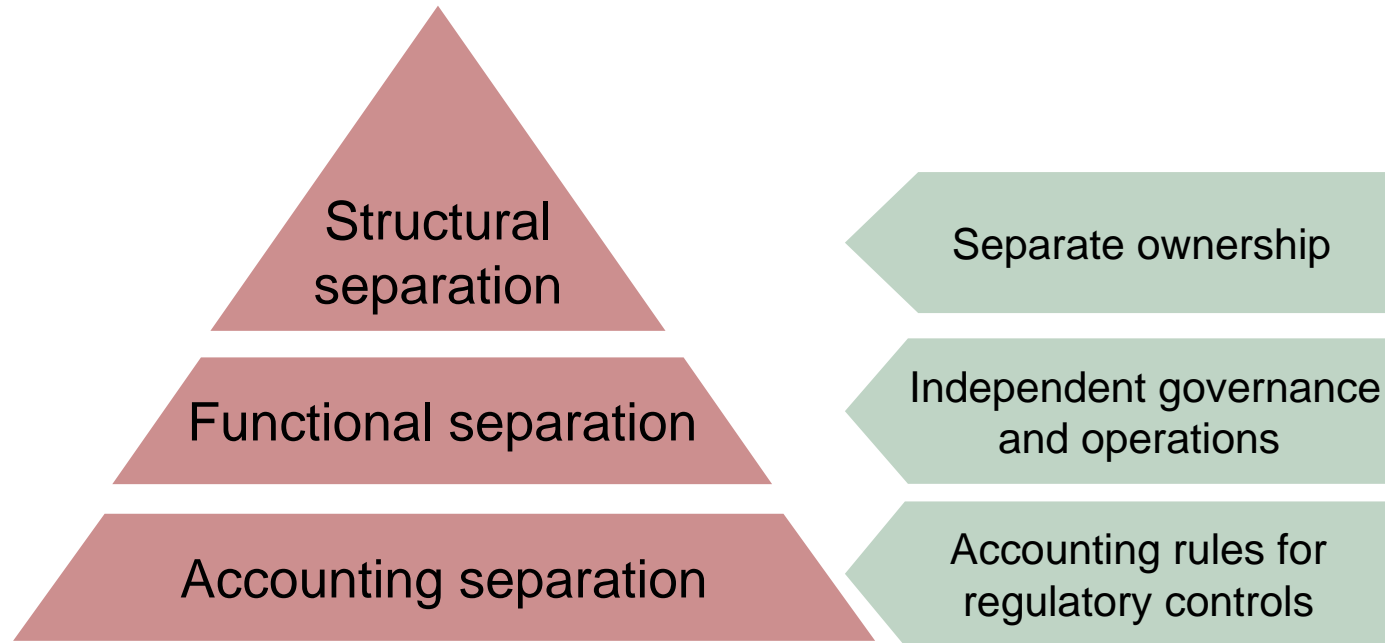 Structural
separation
Separate ownership
Functional separation
Independent governance
and operations
Accounting separation
Accounting rules for
regulatory controls